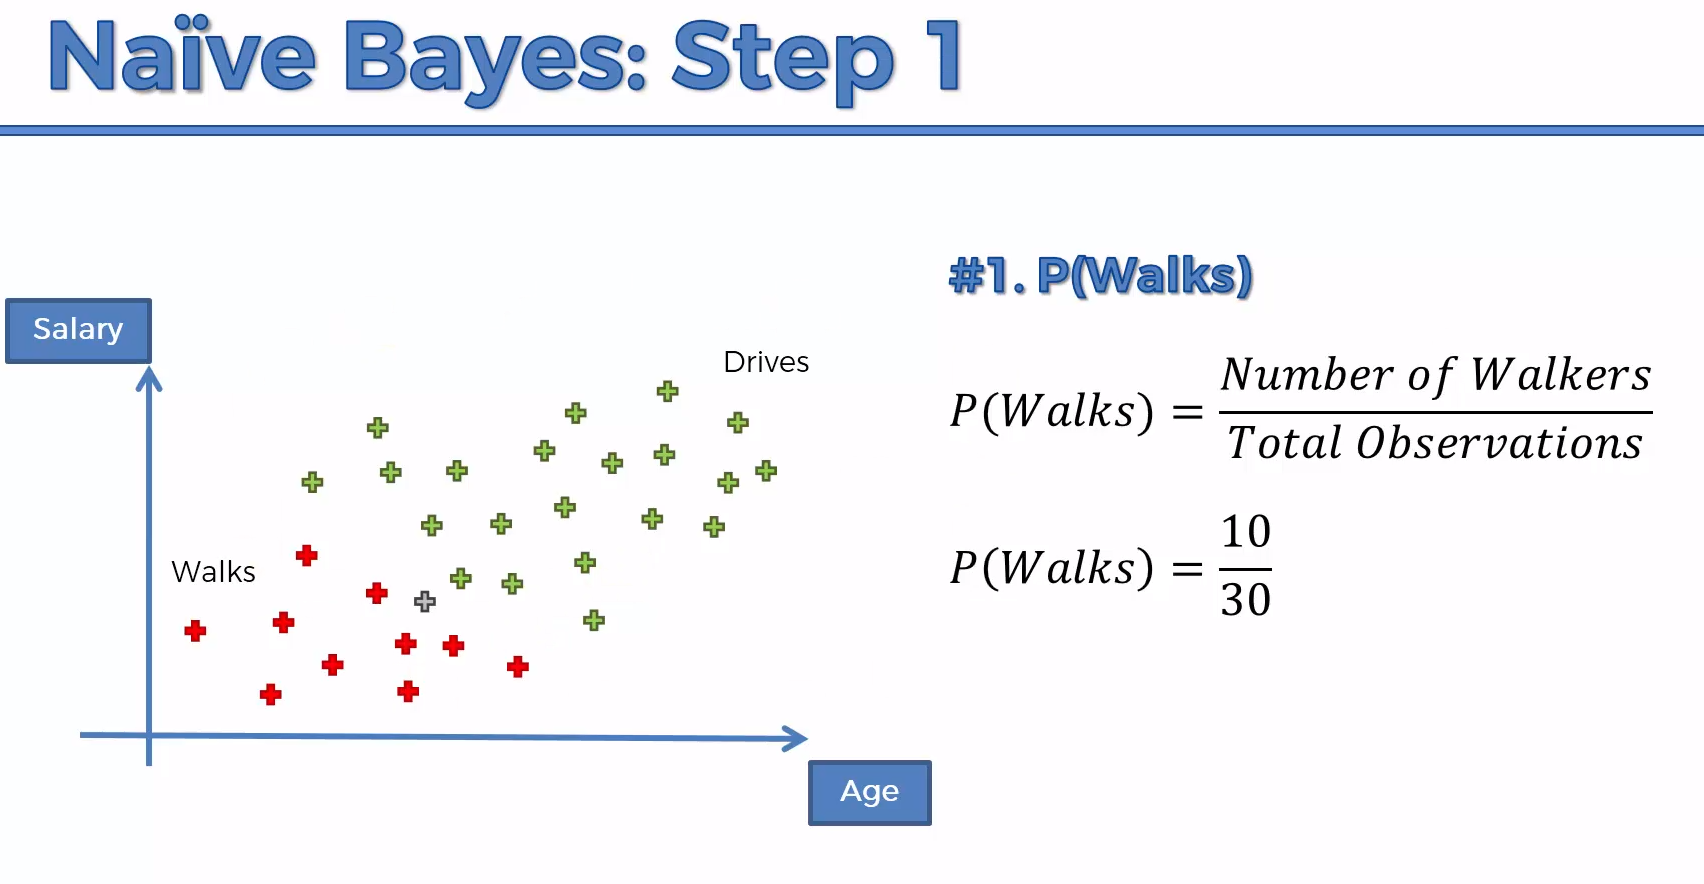 Naïve Bayes: Step 1
#1. P(Walks)
Salary
Drives
P(Walks) = Number of Walkers / Total Observations
P(Walks) = 10 / 30
Walks
Age